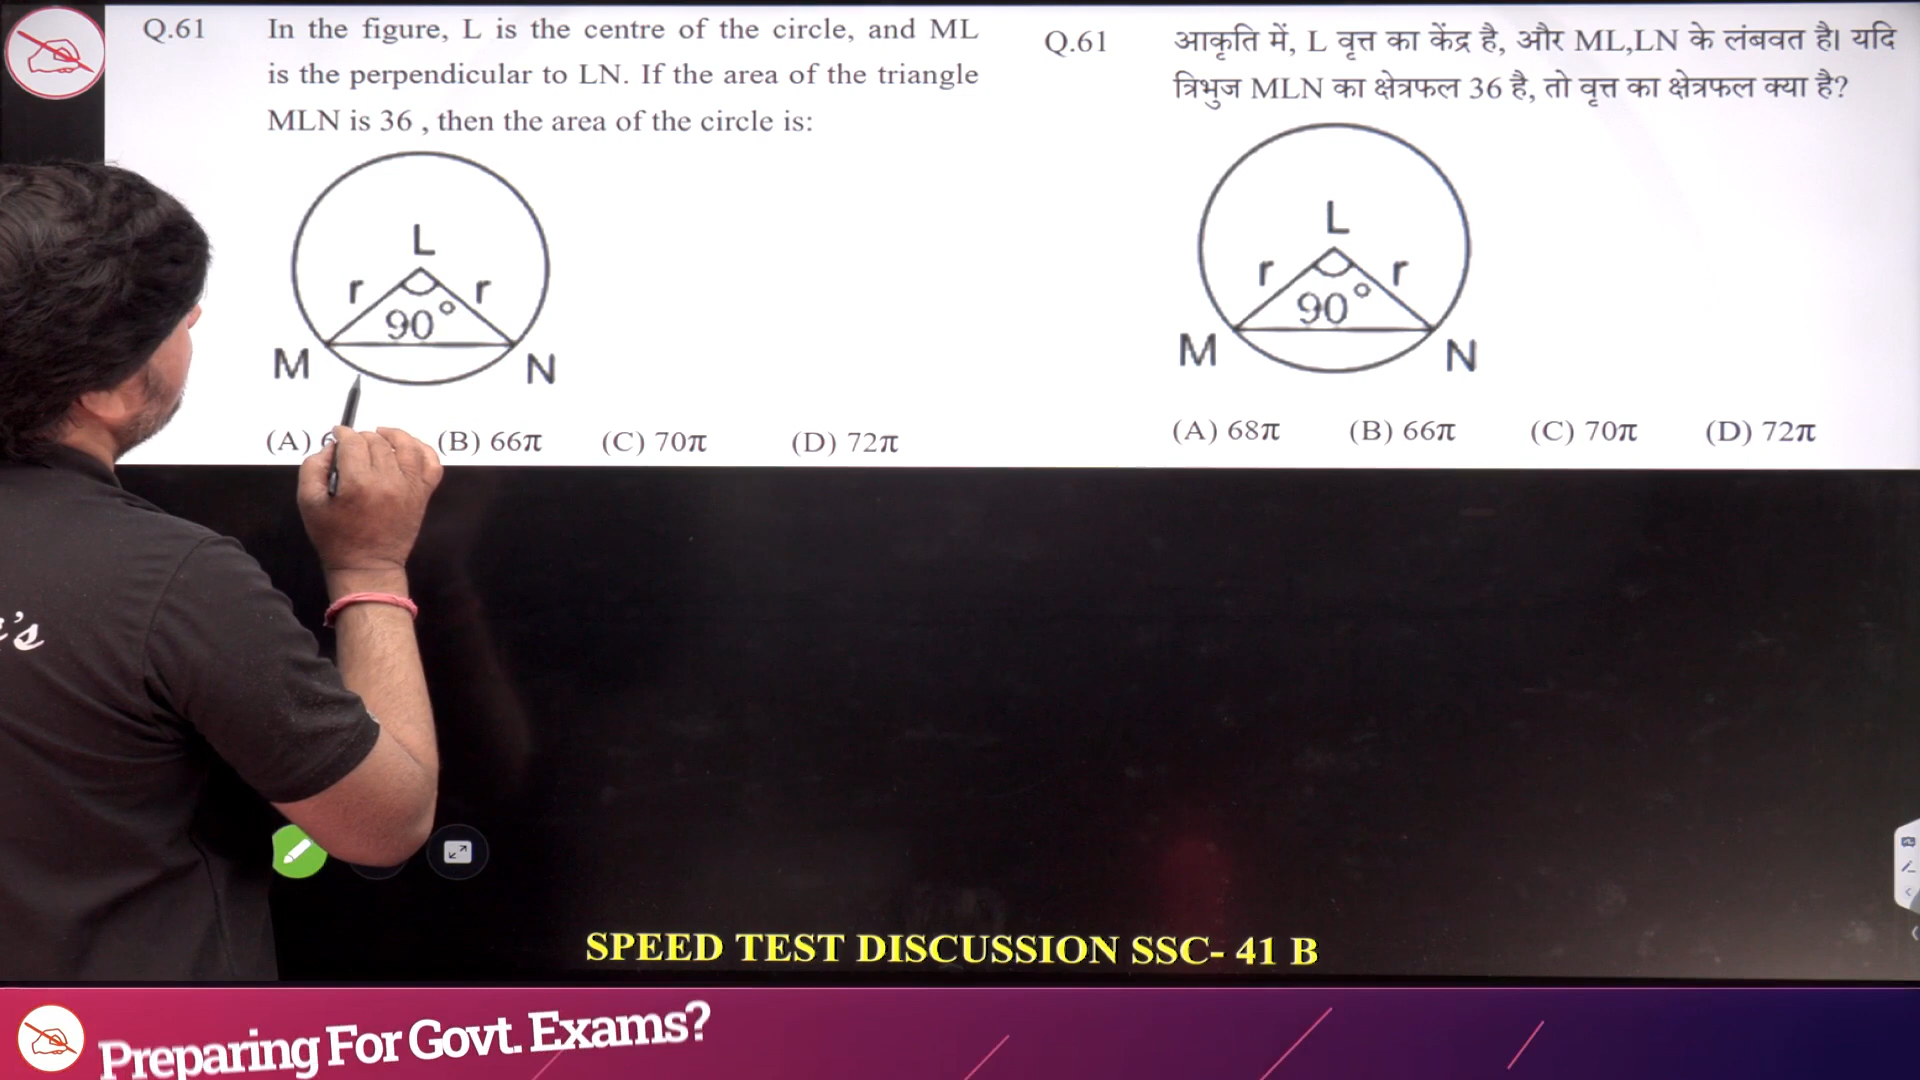 Q.61
In the figure, L is the centre of the circle, and ML
is the perpendicular to LN. If the area of the triangle
MLN is 36 , then the area of the circle is:
L
r
r
90°
M
N
(A) 6
(B) 66π
(C) 70π
(D) 72π
Q.61
आकृति में, L वृत्त का केंद्र है, और ML,LN के लंबवत है। यदि
त्रिभुज MLN का क्षेत्रफल 36 है, तो वृत्त का क्षेत्रफल क्या है?
L
r
r
90°
M
N
(A) 68π
(B) 66π
(C) 70π
(D) 72π
SPEED TEST DISCUSSION SSC- 41 B
Preparing For Govt. Exams?